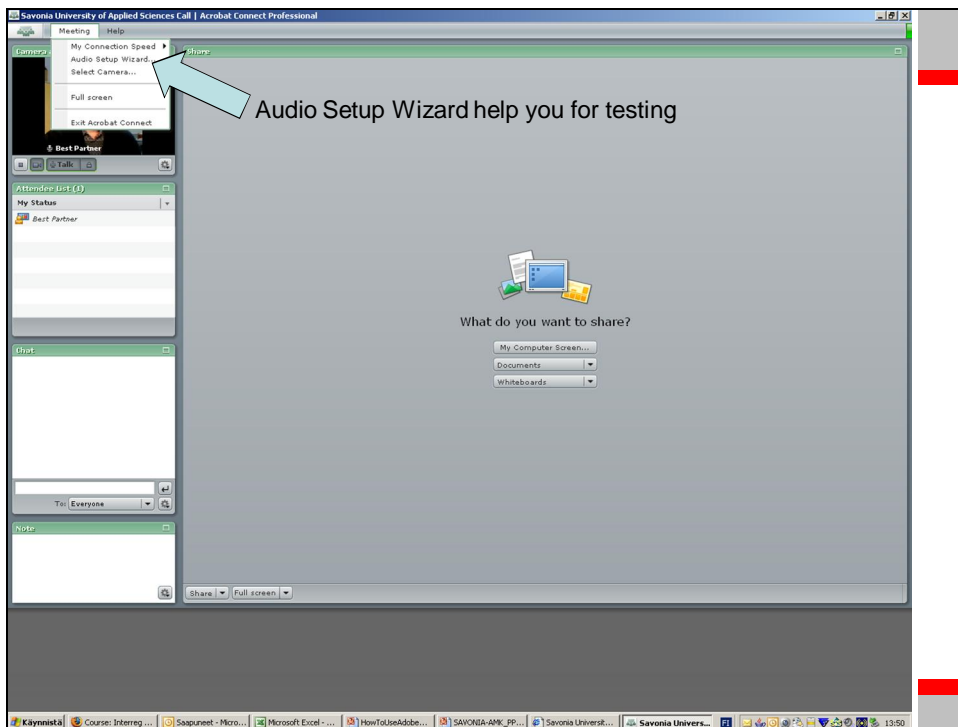 Savonia University of Applied Sciences Call | Acrobat Connect Professional
Meeting Help
My Connection Speed
Audio Setup Wizard...
Select Camera...
Full screen
Exit Acrobat Connect
Camera
Share
Audio Setup Wizard help you for testing
Best Partner
Talk
Attendee List (1)
My Status
Best Partner
What do you want to share?
My Computer Screen...
Documents
Whiteboards
Chat
To: Everyone
Note
Share Full screen
Käynnistä Course: Interreg ... Saapuneet - Micro... Microsoft Excel - ... HowToUseAdobe... SAVONIA-AMK_PP... Savonia Universit... Savonia Univers... FI 13:50